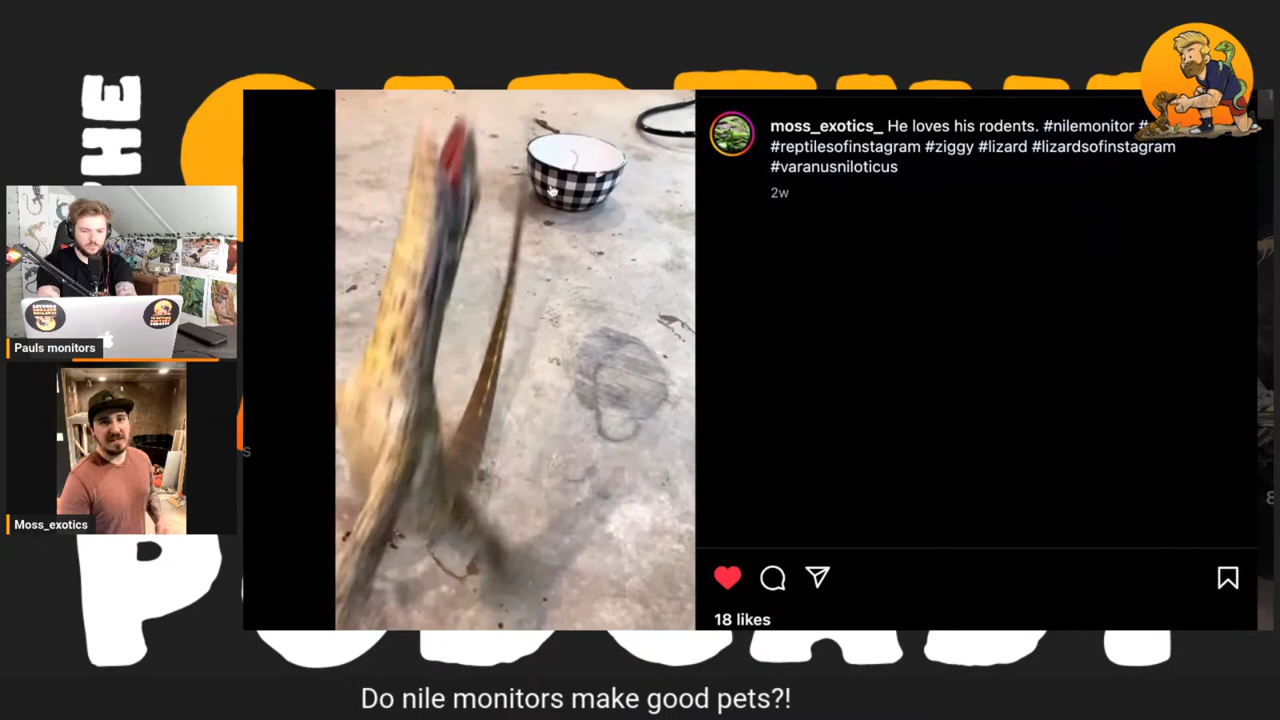 THE
moss_exotics_ He loves his rodents. #nilemonitor #
#reptilesofinstagram #ziggy #lizard #lizardsofinstagram
#varanusniloticus
2w
Pauls monitors
Moss_exotics
18 likes
Do nile monitors make good pets?!